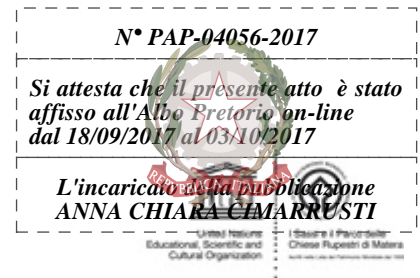 N° PAP-04056-2017
Si attesta che il presente atto è stato
affisso all'Albo Pretorio on-line
dal 18/09/2017 al 03/10/2017
L'incaricato della pubblicazione
ANNA CHIARA CIMARRUSTI
REPVBBLICA ITALIANA
United Nations
Educational, Scientific and
Cultural Organization
I Sassi e il Parco delle
Chiese Rupestri di Matera